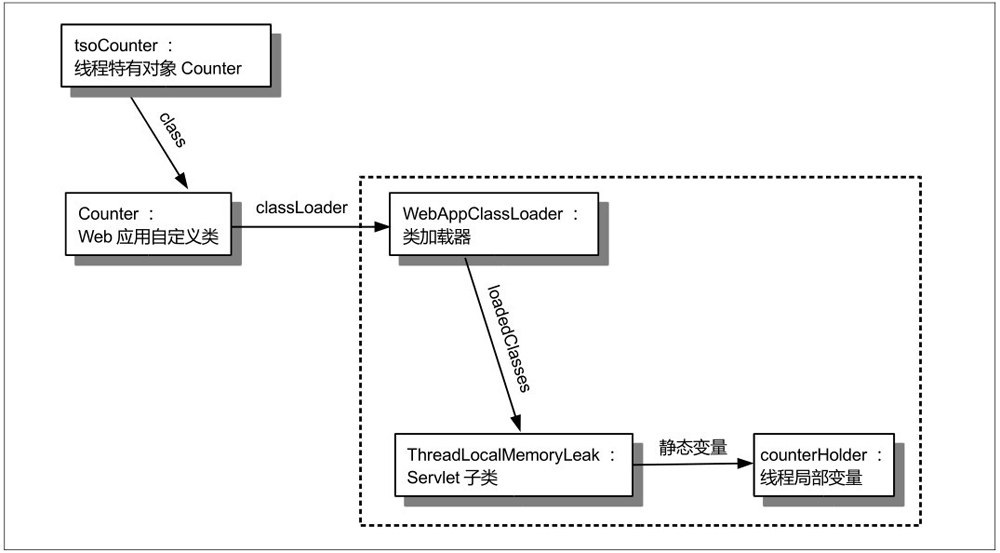 tsoCounter ：
线程特有对象 Counter
class
Counter ：
Web 应用自定义类
classLoader
WebAppClassLoader ：
类加载器
loadedClasses
ThreadLocalMemoryLeak ：
Servlet 子类
静态变量
counterHolder ：
线程局部变量